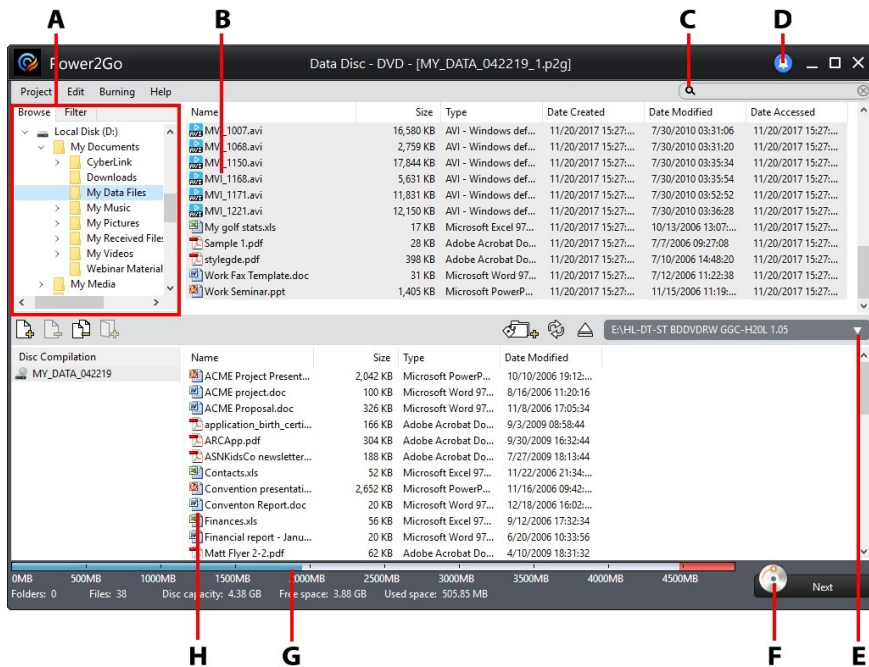 A B C D
Power2Go Data Disc - DVD - [MY_DATA_042219_1.p2g]
Project Edit Burning Help
Browse Filter
Local Disk (D:)
My Documents
CyberLink
Downloads
My Data Files
My Music
My Pictures
My Received File
My Videos
Webinar Material
My Media
Name Size Type Date Created Date Modified Date Accessed
MVI_1007.avi 16,580 KB AVI - Windows def... 11/20/2017 15:27:... 7/30/2010 03:31:06 11/20/2017 15:27:...
MVI_1068.avi 2,759 KB AVI - Windows def... 11/20/2017 15:27:... 7/30/2010 03:31:20 11/20/2017 15:27:...
MVI_1150.avi 17,844 KB AVI - Windows def... 11/20/2017 15:27:... 7/30/2010 03:35:34 11/20/2017 15:27:...
MVI_1168.avi 5,631 KB AVI - Windows def... 11/20/2017 15:27:... 7/30/2010 03:35:54 11/20/2017 15:27:...
MVI_1171.avi 11,831 KB AVI - Windows def... 11/20/2017 15:27:... 7/30/2010 03:52:52 11/20/2017 15:27:...
MVI_1221.avi 12,150 KB AVI - Windows def... 11/20/2017 15:27:... 7/30/2010 03:36:28 11/20/2017 15:27:...
My golf stats.xls 17 KB Microsoft Excel 97... 11/20/2017 15:27:... 10/13/2006 13:07:... 11/20/2017 15:27:...
Sample 1.pdf 28 KB Adobe Acrobat Do... 11/20/2017 15:27:... 7/7/2006 09:27:08 11/20/2017 15:27:...
stylegde.pdf 398 KB Adobe Acrobat Do... 11/20/2017 15:27:... 7/10/2006 14:48:20 11/20/2017 15:27:...
Work Fax Template.doc 31 KB Microsoft Word 97... 11/20/2017 15:27:... 7/12/2006 11:22:38 11/20/2017 15:27:...
Work Seminar.ppt 1,405 KB Microsoft PowerP... 11/20/2017 15:27:... 11/15/2006 11:19:... 11/20/2017 15:27:...
E:\HL-DT-ST BDDVDRW GGC-H20L 1.05
Disc Compilation
MY_DATA_042219
Name Size Type Date Modified
ACME Project Present... 2,042 KB Microsoft PowerP... 10/10/2006 19:12:...
ACME project.doc 100 KB Microsoft Word 97... 8/16/2006 11:20:16
ACME Proposal.doc 326 KB Microsoft Word 97... 11/8/2006 17:05:34
application_birth_certi... 166 KB Adobe Acrobat Do... 9/3/2009 08:58:44
ARCApp.pdf 304 KB Adobe Acrobat Do... 9/30/2009 16:32:44
ASNKidsCo newsletter... 188 KB Adobe Acrobat Do... 7/27/2009 18:13:44
Contacts.xls 52 KB Microsoft Excel 97... 11/22/2006 21:34:...
Convention presentati... 2,652 KB Microsoft PowerP... 11/16/2006 09:42:...
Conventon Report.doc 20 KB Microsoft Word 97... 12/18/2006 16:02:...
Finances.xls 56 KB Microsoft Excel 97... 9/12/2006 17:32:34
Financial report - Janu... 20 KB Microsoft Word 97... 6/20/2006 10:33:56
Matt Flyer 2-2.pdf 62 KB Adobe Acrobat Do... 4/10/2009 18:31:32
0MB 500MB 1000MB 1500MB 2000MB 2500MB 3000MB 3500MB 4000MB 4500MB
Folders: 0 Files: 38 Disc capacity: 4.38 GB Free space: 3.88 GB Used space: 505.85 MB
Next
H G F E